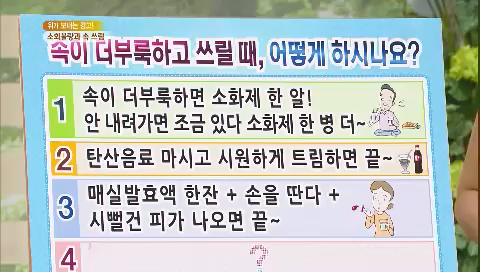 위가 보내는 경고!
소화불량과 속 쓰림
속이 더부룩하고 쓰릴 때, 어떻게 하시나요?
1
속이 더부룩하면 소화제 한 알!
안 내려가면 조금 있다 소화제 한 병 더~
2
탄산음료 마시고 시원하게 트림하면 끝~
3
매실발효액 한잔 + 손을 딴다 +
시뻘건 피가 나오면 끝~
4
?